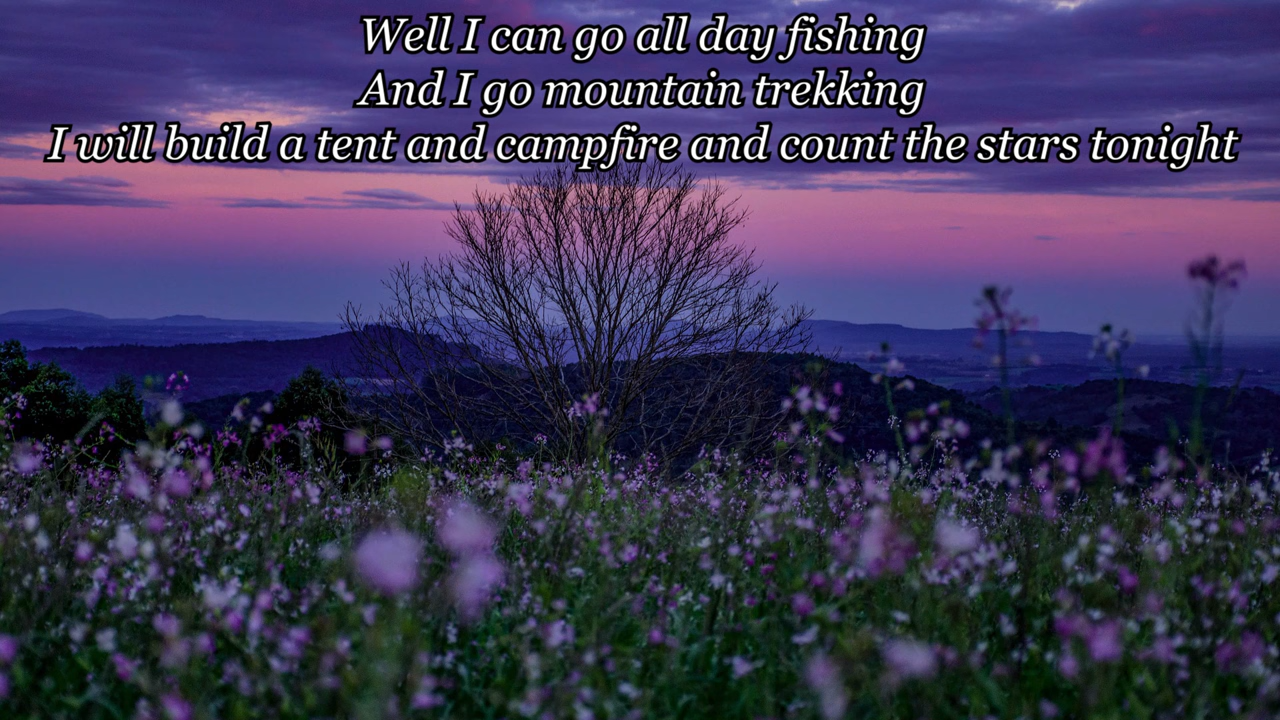 Well I can go all day fishing
And I go mountain trekking
I will build a tent and campfire and count the stars tonight